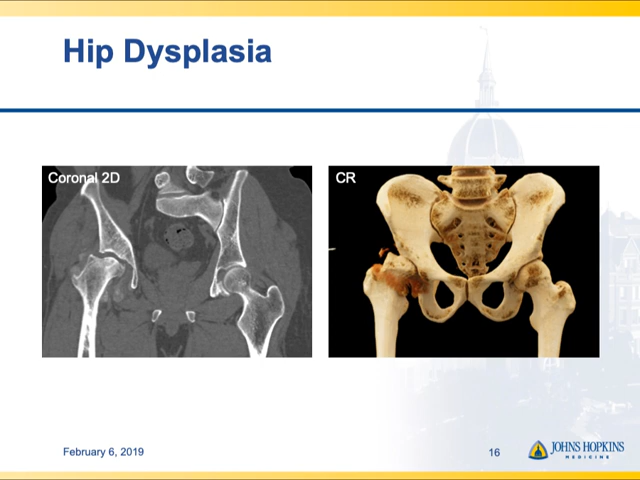 Hip Dysplasia
Coronal 2D
CR
February 6, 2019
16
JOHNS HOPKINS
MEDICINE